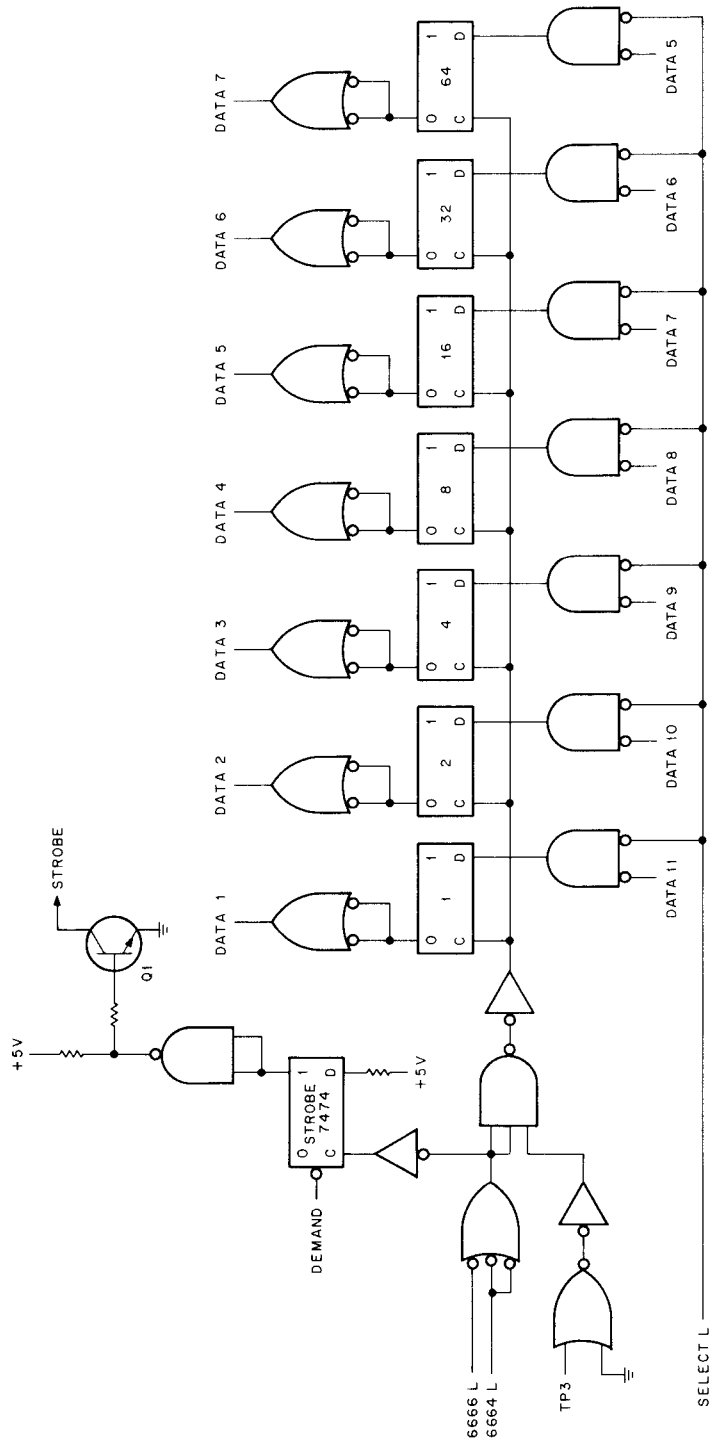 +5V
STROBE
Q1
DATA 1
DATA 2
DATA 3
DATA 4
DATA 5
DATA 6
DATA 7
DEMAND
0 1
STROBE
7474
C D
+5V
0 1
1
C D
0 1
2
C D
0 1
4
C D
0 1
8
C D
0 1
16
C D
0 1
32
C D
0 1
64
C D
6666 L
6664 L
TP3
DATA 11
DATA 10
DATA 9
DATA 8
DATA 7
DATA 6
DATA 5
SELECT L